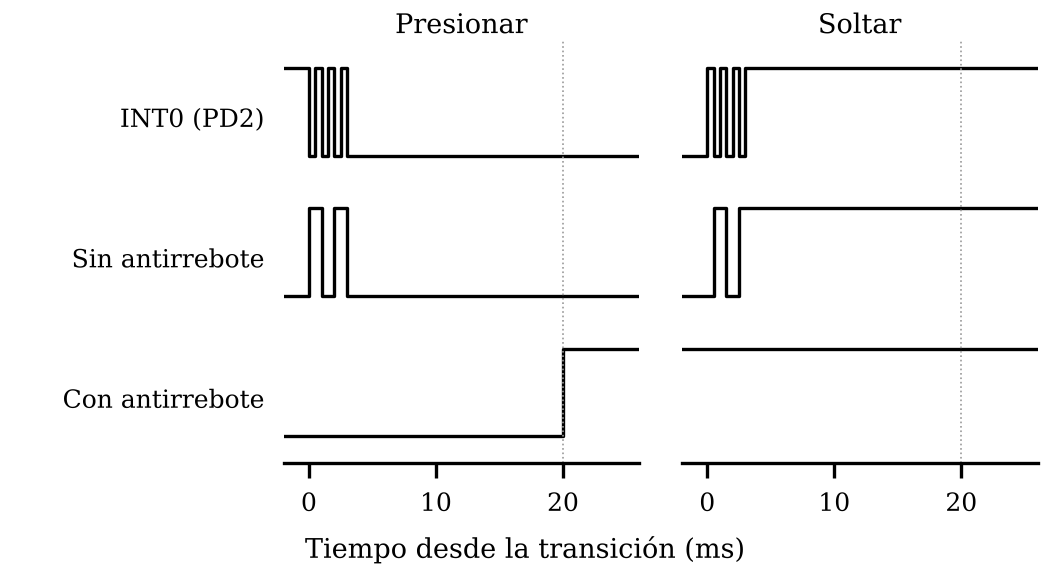 Presionar
Soltar
INT0 (PD2)
Sin antirrebote
Con antirrebote
0 10 20 0 10 20
Tiempo desde la transición (ms)